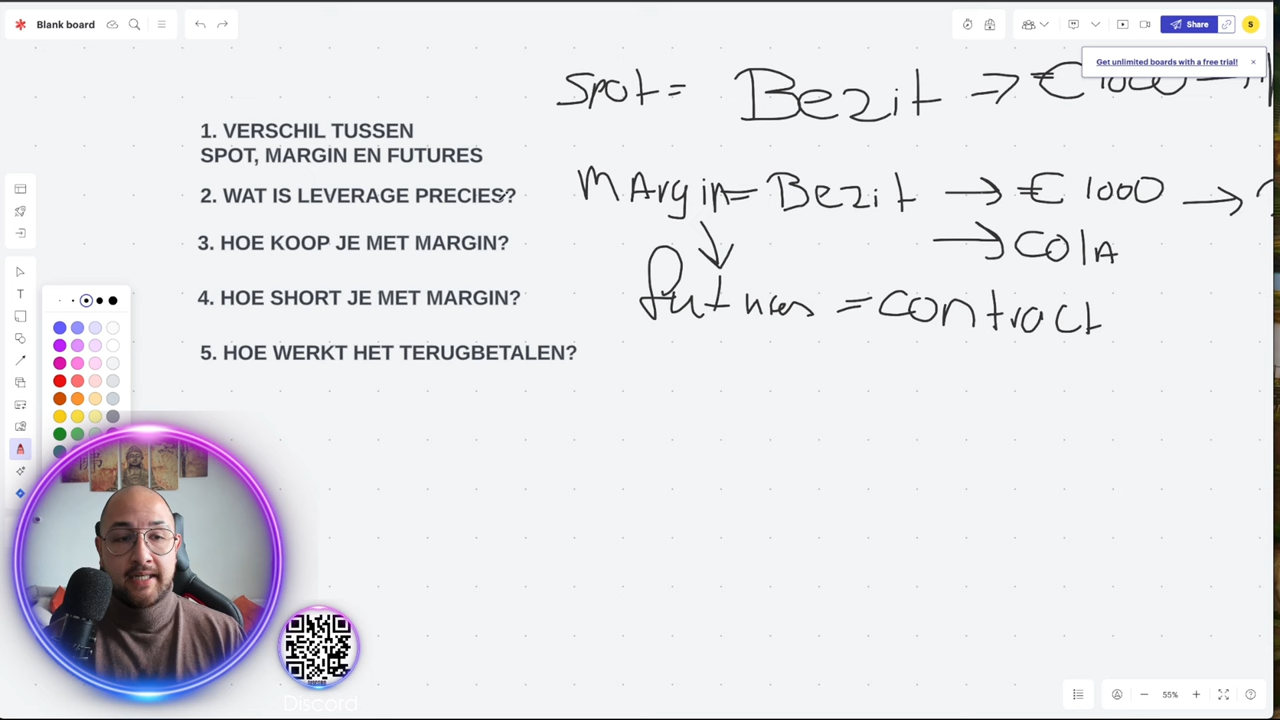 Blank board
Share
S
Get unlimited boards with a free trial!
Spot = Bezit ⇒ € 1000 →
1. VERSCHIL TUSSEN
SPOT, MARGIN EN FUTURES
2. WAT IS LEVERAGE PRECIES?
MArgin= Bezit → € 1000 →
3. HOE KOOP JE MET MARGIN?
→ COlA
4. HOE SHORT JE MET MARGIN?
futures = contract
5. HOE WERKT HET TERUGBETALEN?
Discord
55%